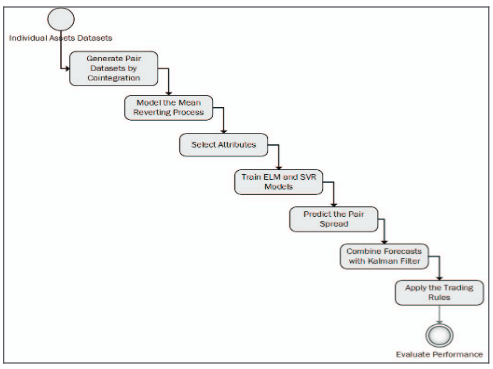 Individual Assets Datasets
Generate Pair
Datasets by
Cointegration
Model the Mean
Reverting Process
Select Attributes
Train ELM and SVR
Models
Predict the Pair
Spread
Combine Forecasts
with Kalman Filter
Apply the Trading
Rules
Evaluate Performance